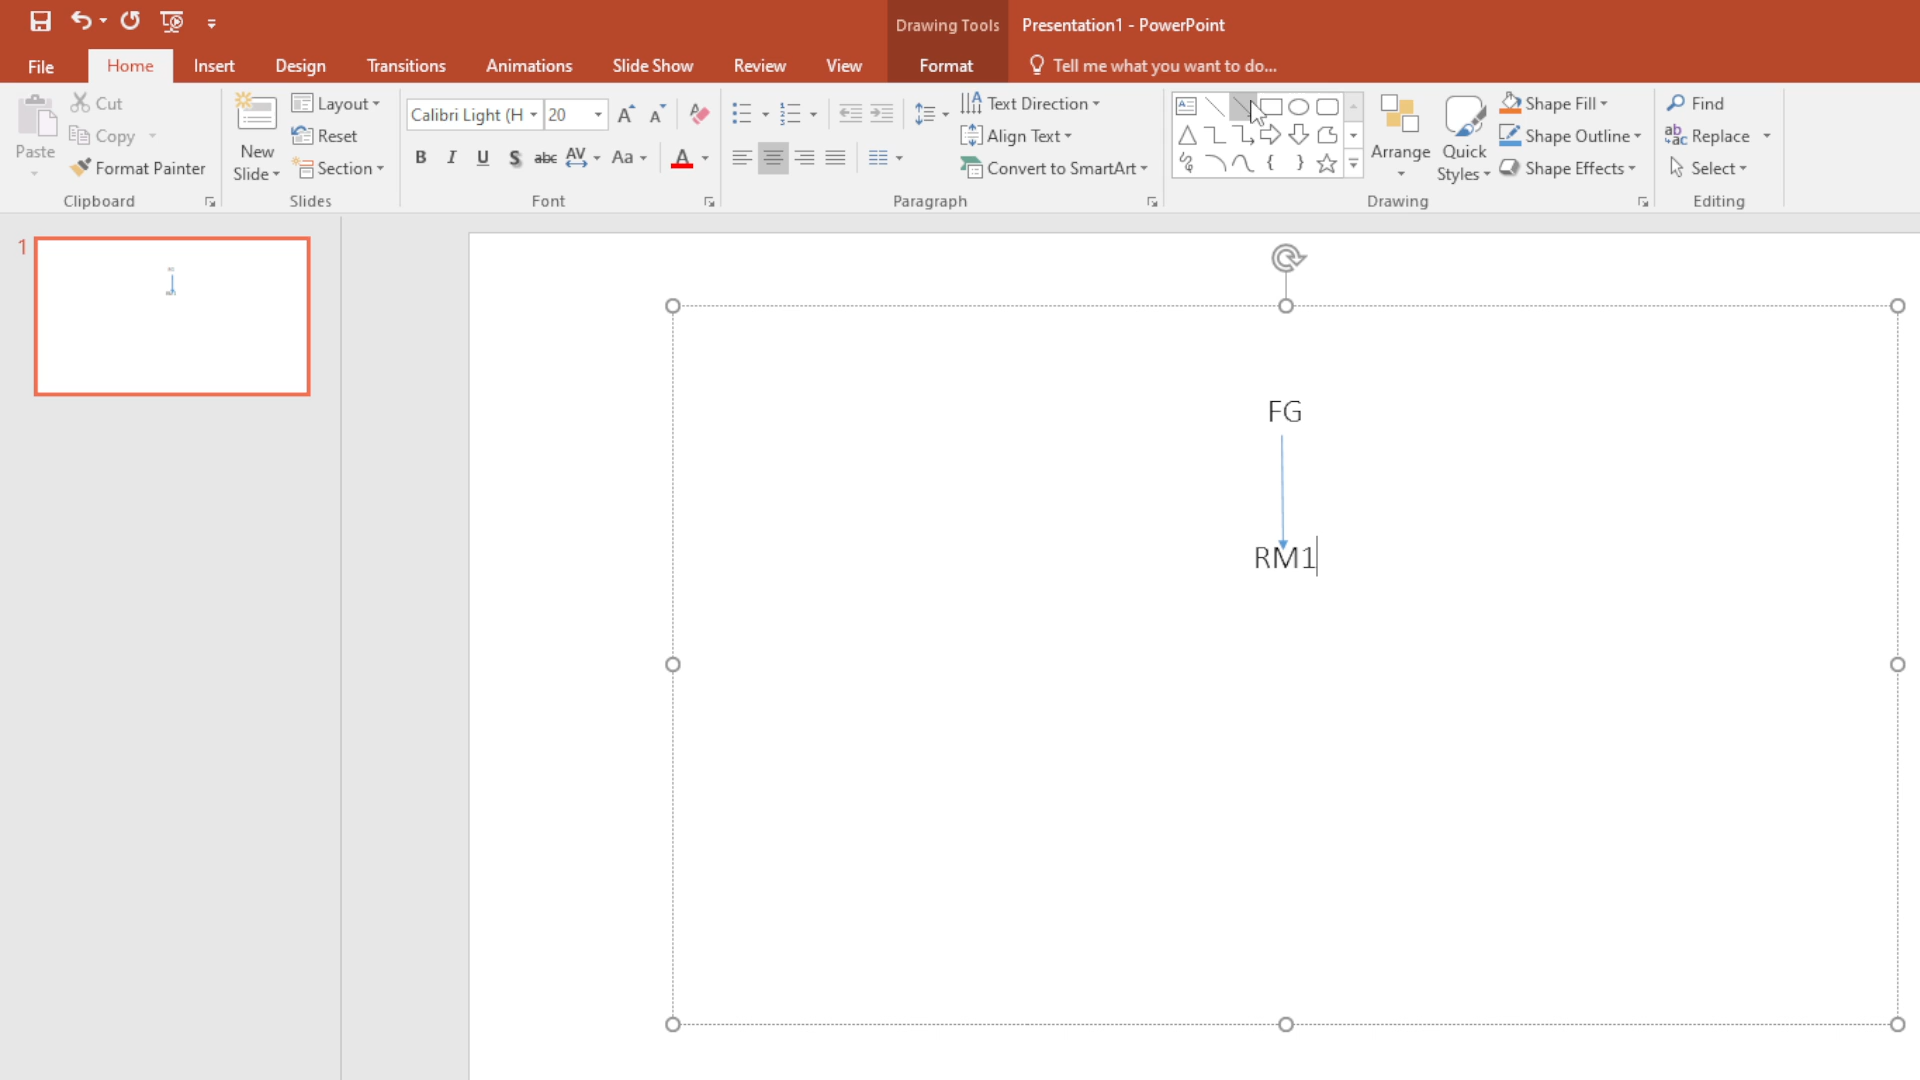 Drawing Tools
Presentation1 - PowerPoint
File
Home
Insert
Design
Transitions
Animations
Slide Show
Review
View
Format
Tell me what you want to do...
Paste
Cut
Copy
Format Painter
Clipboard
New
Slide
Layout
Reset
Section
Slides
Calibri Light (H
20
B I U S abc AV Aa A
Font
Text Direction
Align Text
Convert to SmartArt
Paragraph
Arrange
Quick
Styles
Shape Fill
Shape Outline
Shape Effects
Drawing
Find
Replace
Select
Editing
1
FG
RM1